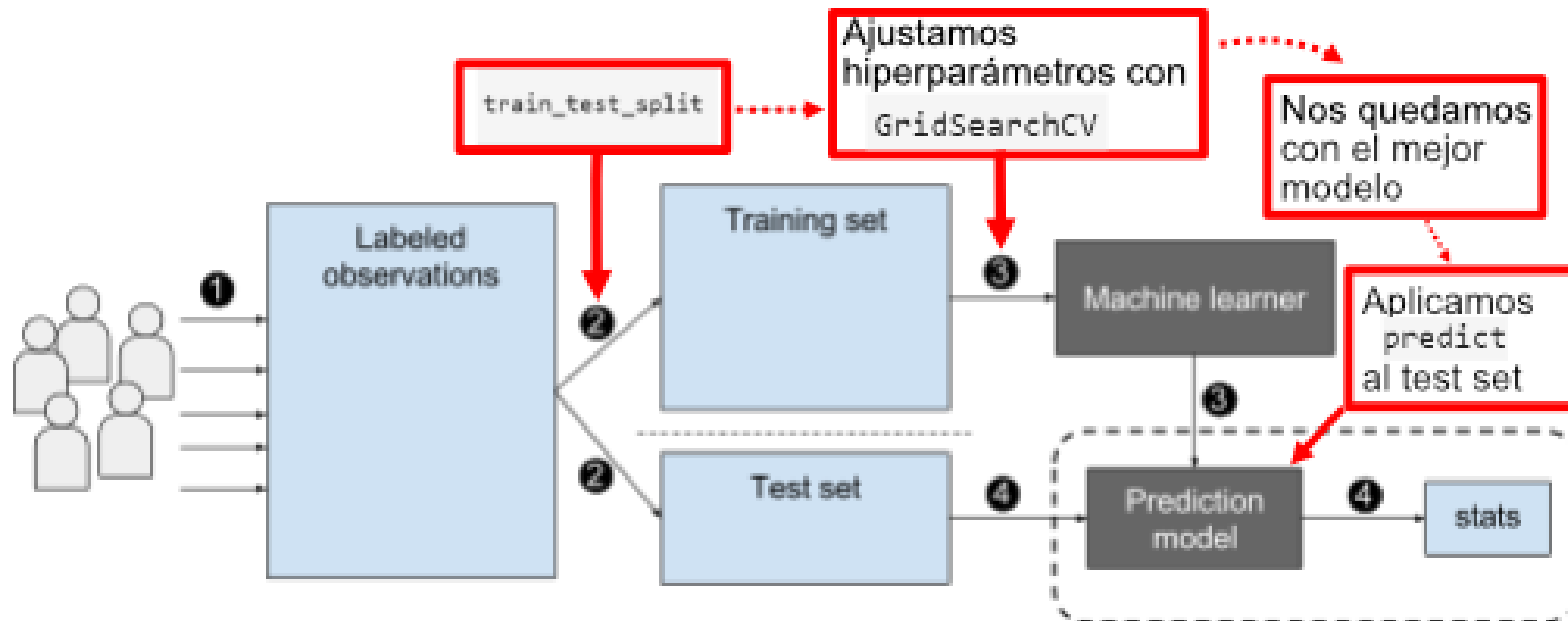 train_test_split
Ajustamos
hiperparámetros con
GridSearchCV
Nos quedamos
con el mejor
modelo
Labeled
observations
Training set
Machine learner
Aplicamos
predict
al test set
1
2
3
3
2
Test set
4
Prediction
model
4
stats